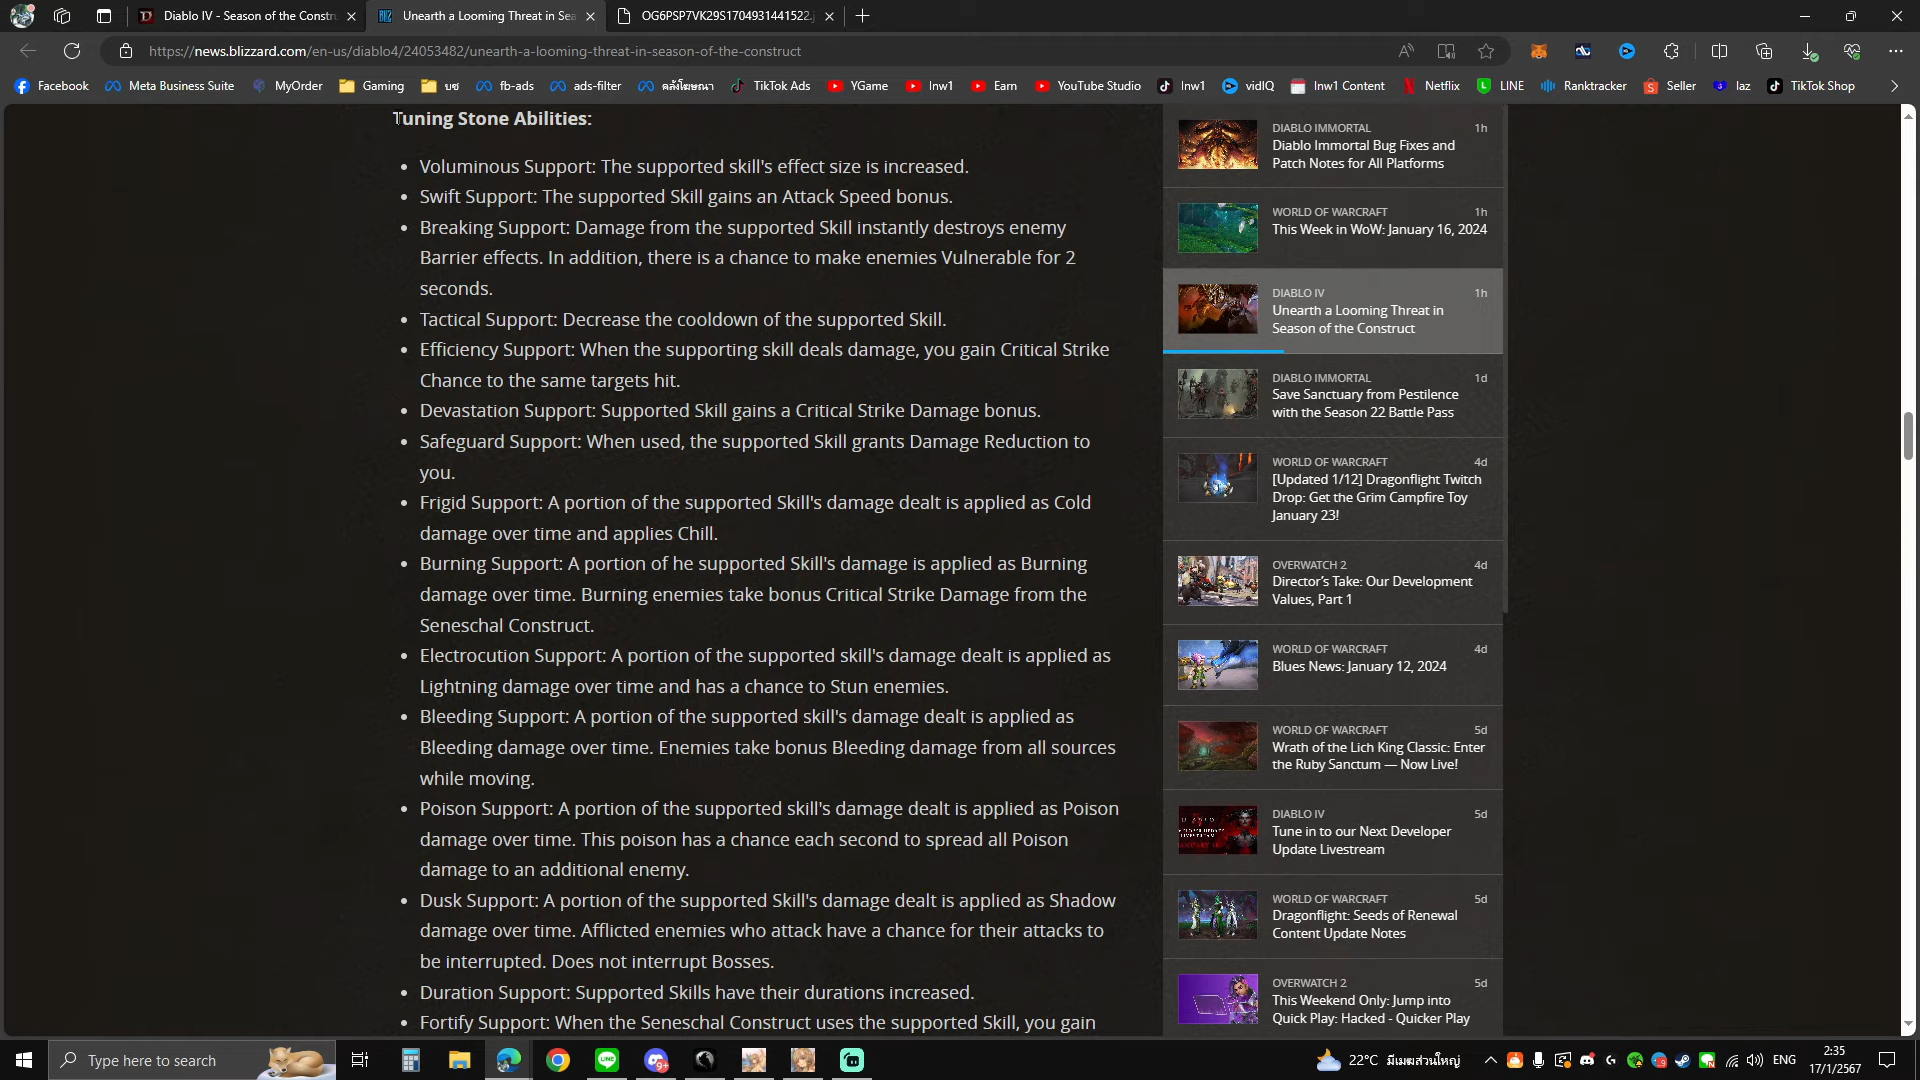 Diablo IV - Season of the Constru
Unearth a Looming Threat in Sea
OG6PSP7VK29S1704931441522.j
https://news.blizzard.com/en-us/diablo4/24053482/unearth-a-looming-threat-in-season-of-the-construct
Facebook
Meta Business Suite
MyOrder
Gaming
บซ
fb-ads
ads-filter
คลังโฆษณา
TikTok Ads
YGame
lnw1
Earn
YouTube Studio
lnw1
vidIQ
lnw1 Content
Netflix
LINE
Ranktracker
Seller
laz
TikTok Shop
Tuning Stone Abilities:
• Voluminous Support: The supported skill's effect size is increased.
• Swift Support: The supported Skill gains an Attack Speed bonus.
• Breaking Support: Damage from the supported Skill instantly destroys enemy
Barrier effects. In addition, there is a chance to make enemies Vulnerable for 2
seconds.
• Tactical Support: Decrease the cooldown of the supported Skill.
• Efficiency Support: When the supporting skill deals damage, you gain Critical Strike
Chance to the same targets hit.
• Devastation Support: Supported Skill gains a Critical Strike Damage bonus.
• Safeguard Support: When used, the supported Skill grants Damage Reduction to
you.
• Frigid Support: A portion of the supported Skill's damage dealt is applied as Cold
damage over time and applies Chill.
• Burning Support: A portion of he supported Skill's damage is applied as Burning
damage over time. Burning enemies take bonus Critical Strike Damage from the
Seneschal Construct.
• Electrocution Support: A portion of the supported skill's damage dealt is applied as
Lightning damage over time and has a chance to Stun enemies.
• Bleeding Support: A portion of the supported skill's damage dealt is applied as
Bleeding damage over time. Enemies take bonus Bleeding damage from all sources
while moving.
• Poison Support: A portion of the supported skill's damage dealt is applied as Poison
damage over time. This poison has a chance each second to spread all Poison
damage to an additional enemy.
• Dusk Support: A portion of the supported Skill's damage dealt is applied as Shadow
damage over time. Afflicted enemies who attack have a chance for their attacks to
be interrupted. Does not interrupt Bosses.
• Duration Support: Supported Skills have their durations increased.
• Fortify Support: When the Seneschal Construct uses the supported Skill, you gain
DIABLO IMMORTAL 1h
Diablo Immortal Bug Fixes and
Patch Notes for All Platforms
WORLD OF WARCRAFT 1h
This Week in WoW: January 16, 2024
DIABLO IV 1h
Unearth a Looming Threat in
Season of the Construct
DIABLO IMMORTAL 1d
Save Sanctuary from Pestilence
with the Season 22 Battle Pass
WORLD OF WARCRAFT 4d
[Updated 1/12] Dragonflight Twitch
Drop: Get the Grim Campfire Toy
January 23!
OVERWATCH 2 4d
Director's Take: Our Development
Values, Part 1
WORLD OF WARCRAFT 4d
Blues News: January 12, 2024
WORLD OF WARCRAFT 5d
Wrath of the Lich King Classic: Enter
the Ruby Sanctum — Now Live!
DIABLO IV 5d
Tune in to our Next Developer
Update Livestream
WORLD OF WARCRAFT 5d
Dragonflight: Seeds of Renewal
Content Update Notes
OVERWATCH 2 5d
This Weekend Only: Jump into
Quick Play: Hacked - Quicker Play
Type here to search
9+
22°C มีเมฆส่วนใหญ่
ENG
2:35
17/1/2567